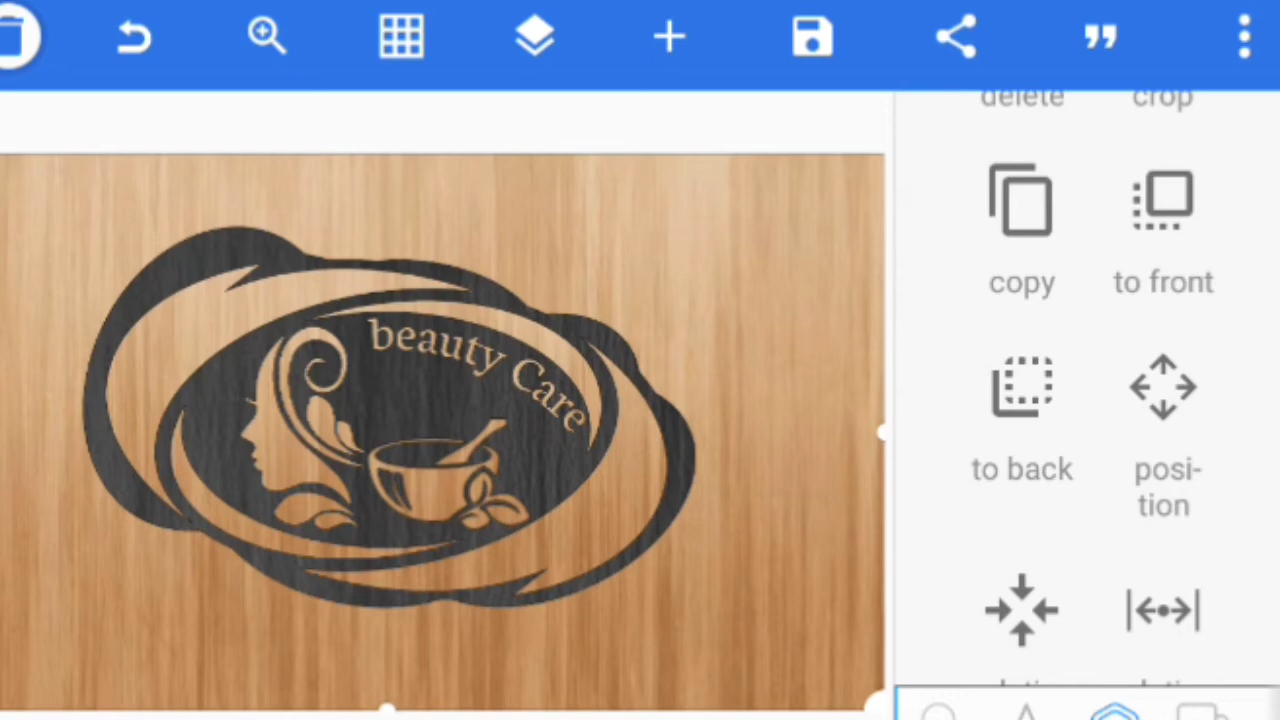 delete
crop
beauty Care
copy
to front
to back
posi-
tion